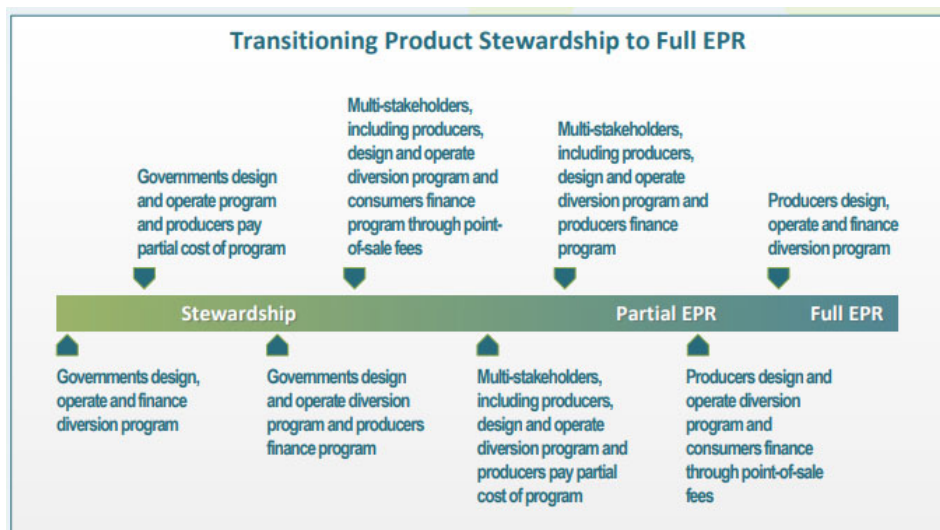 Transitioning Product Stewardship to Full EPR
Governments design
and operate program
and producers pay
partial cost of program
Multi-stakeholders,
including producers,
design and operate
diversion program and
consumers finance
program through point-
of-sale fees
Multi-stakeholders,
including producers,
design and operate
diversion program and
producers finance
program
Producers design,
operate and finance
diversion program
Stewardship
Partial EPR
Full EPR
Governments design,
operate and finance
diversion program
Governments design
and operate diversion
program and producers
finance program
Multi-stakeholders,
including producers,
design and operate
diversion program and
producers pay partial
cost of program
Producers design and
operate diversion
program and
consumers finance
through point-of-sale
fees